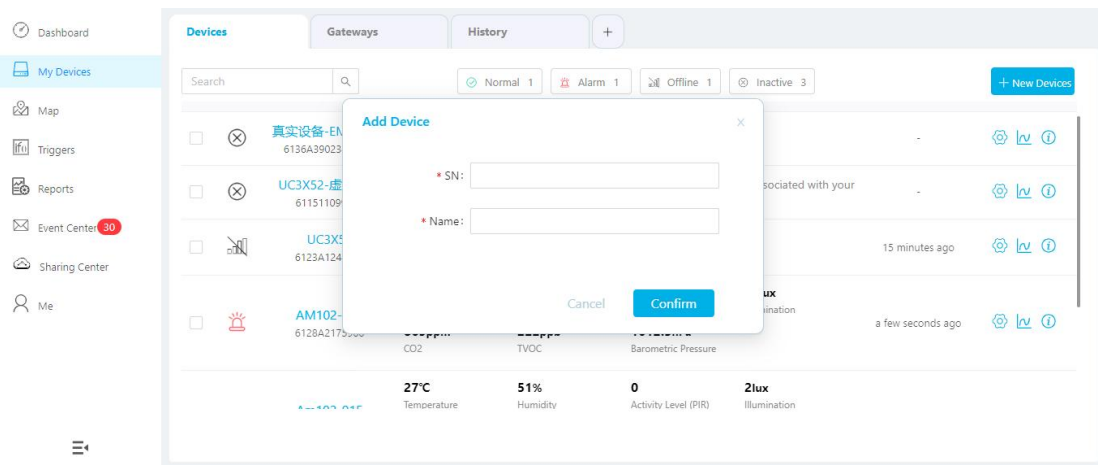 Dashboard
My Devices
Map
Triggers
Reports
Event Center 30
Sharing Center
Me
Devices
Gateways
History
+
Search
Normal 1
Alarm 1
Offline 1
Inactive 3
+ New Devices
Add Device
x
* SN:
* Name:
Cancel
Confirm
真实设备-EM
6136A39023
-
UC3X52-虚
61151109
sociated with your
-
UC3X5
6123A124
15 minutes ago
AM102-
6128A2175
lux
ination
a few seconds ago
CO2
TVOC
Barometric Pressure
27℃
51%
0
2lux
Temperature
Humidity
Activity Level (PIR)
Illumination